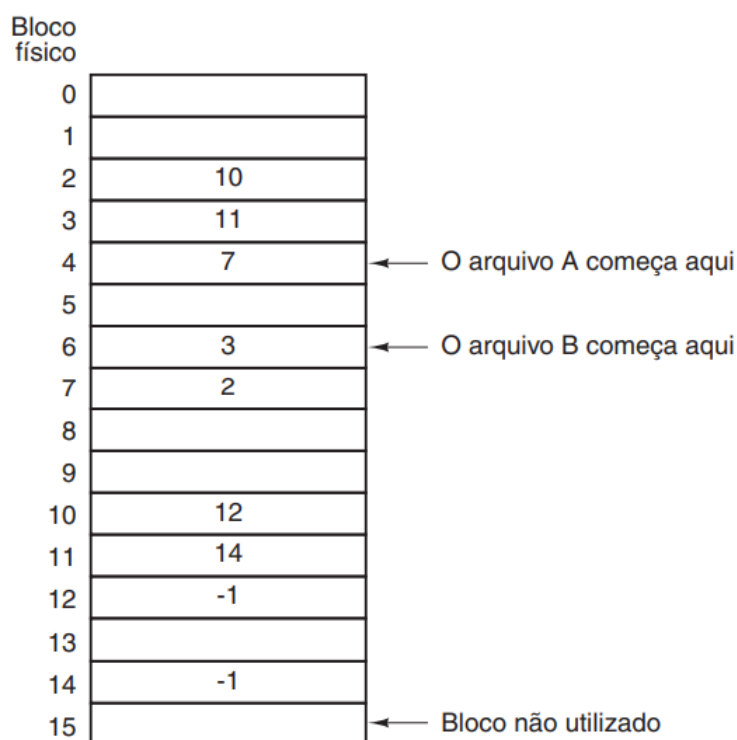 Bloco
físico
0
1
2 10
3 11
4 7 O arquivo A começa aqui
5
6 3 O arquivo B começa aqui
7 2
8
9
10 12
11 14
12 -1
13
14 -1
15 Bloco não utilizado